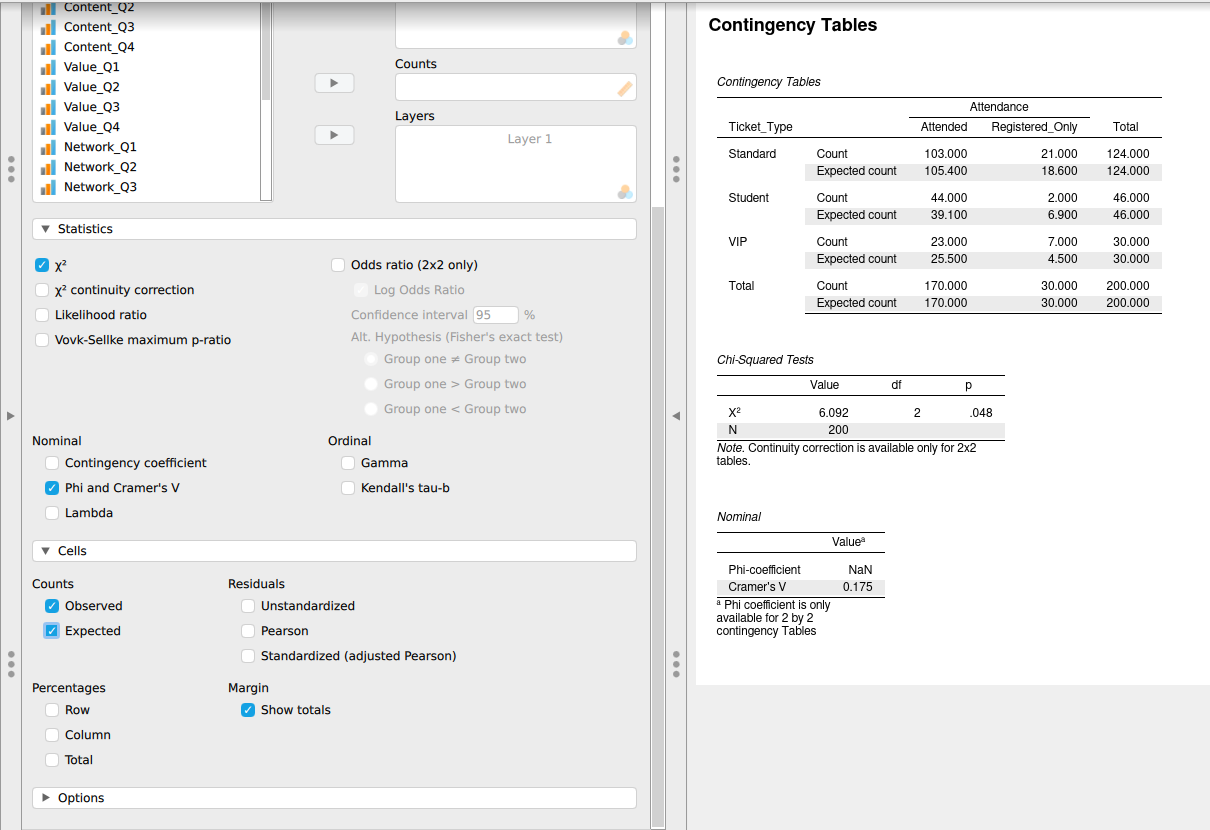 Content_Q2
Content_Q3
Content_Q4
Value_Q1
Value_Q2
Value_Q3
Value_Q4
Network_Q1
Network_Q2
Network_Q3
Counts
Layers
Layer 1
Statistics
χ²
Odds ratio (2x2 only)
χ² continuity correction
Log Odds Ratio
Likelihood ratio
Confidence interval 95 %
Vovk-Sellke maximum p-ratio
Alt. Hypothesis (Fisher's exact test)
Group one ≠ Group two
Group one > Group two
Group one < Group two
Nominal
Ordinal
Contingency coefficient
Gamma
Phi and Cramer's V
Kendall's tau-b
Lambda
Cells
Counts
Residuals
Observed
Unstandardized
Expected
Pearson
Standardized (adjusted Pearson)
Percentages
Margin
Row
Show totals
Column
Total
Options
Contingency Tables
Contingency Tables
Attendance
Ticket_Type Attended Registered_Only Total
Standard Count 103.000 21.000 124.000
Expected count 105.400 18.600 124.000
Student Count 44.000 2.000 46.000
Expected count 39.100 6.900 46.000
VIP Count 23.000 7.000 30.000
Expected count 25.500 4.500 30.000
Total Count 170.000 30.000 200.000
Expected count 170.000 30.000 200.000
Chi-Squared Tests
Value df p
X² 6.092 2 .048
N 200
Note. Continuity correction is available only for 2x2
tables.
Nominal
Valueᵃ
Phi-coefficient NaN
Cramer's V 0.175
ᵃ Phi coefficient is only
available for 2 by 2
contingency Tables